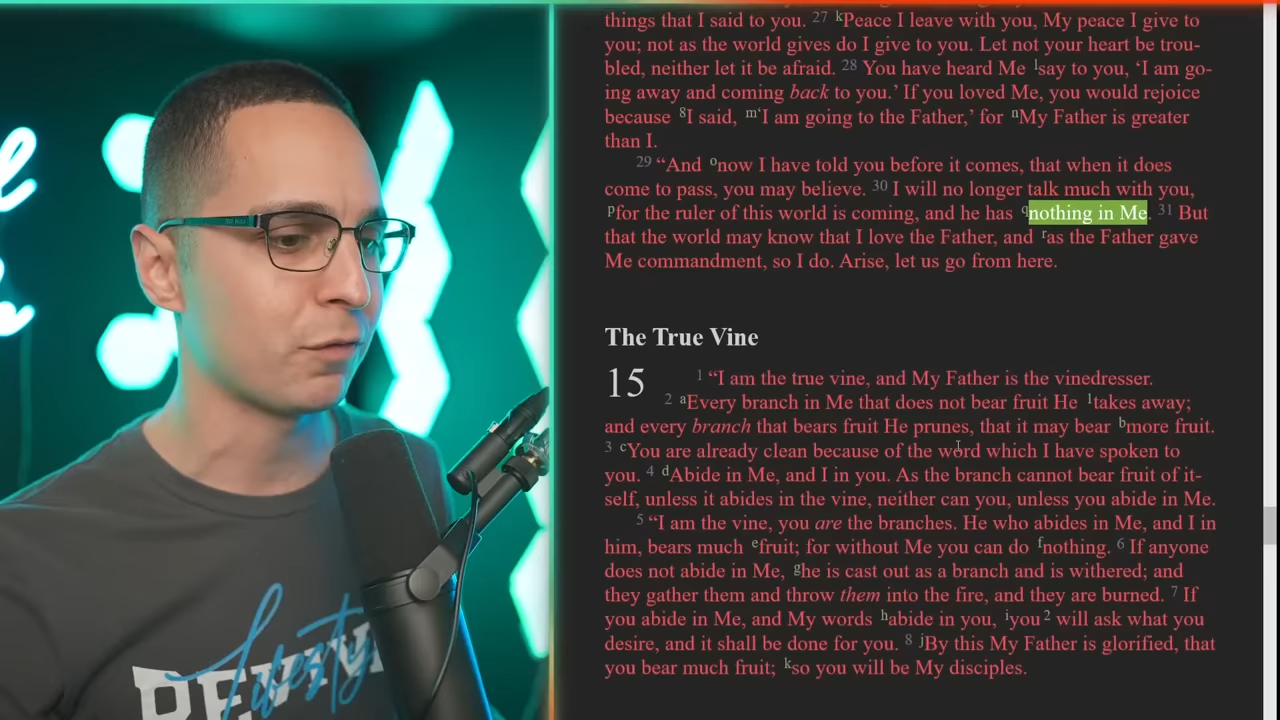 things that I said to you. 27 kPeace I leave with you, My peace I give to
you; not as the world gives do I give to you. Let not your heart be trou-
bled, neither let it be afraid. 28 You have heard Me lsay to you, ‘I am go-
ing away and coming back to you.’ If you loved Me, you would rejoice
because 8I said, m‘I am going to the Father,’ for nMy Father is greater
than I.
29 “And onow I have told you before it comes, that when it does
come to pass, you may believe. 30 I will no longer talk much with you,
pfor the ruler of this world is coming, and he has qnothing in Me. 31 But
that the world may know that I love the Father, and ras the Father gave
Me commandment, so I do. Arise, let us go from here.
The True Vine
15 1 “I am the true vine, and My Father is the vinedresser.
2 aEvery branch in Me that does not bear fruit He 1takes away;
and every branch that bears fruit He prunes, that it may bear bmore fruit.
3 cYou are already clean because of the word which I have spoken to
you. 4 dAbide in Me, and I in you. As the branch cannot bear fruit of it-
self, unless it abides in the vine, neither can you, unless you abide in Me.
5 “I am the vine, you are the branches. He who abides in Me, and I in
him, bears much efruit; for without Me you can do fnothing. 6 If anyone
does not abide in Me, ghe is cast out as a branch and is withered; and
they gather them and throw them into the fire, and they are burned. 7 If
you abide in Me, and My words habide in you, iyou 2 will ask what you
desire, and it shall be done for you. 8 jBy this My Father is glorified, that
you bear much fruit; kso you will be My disciples.
Lifestyle